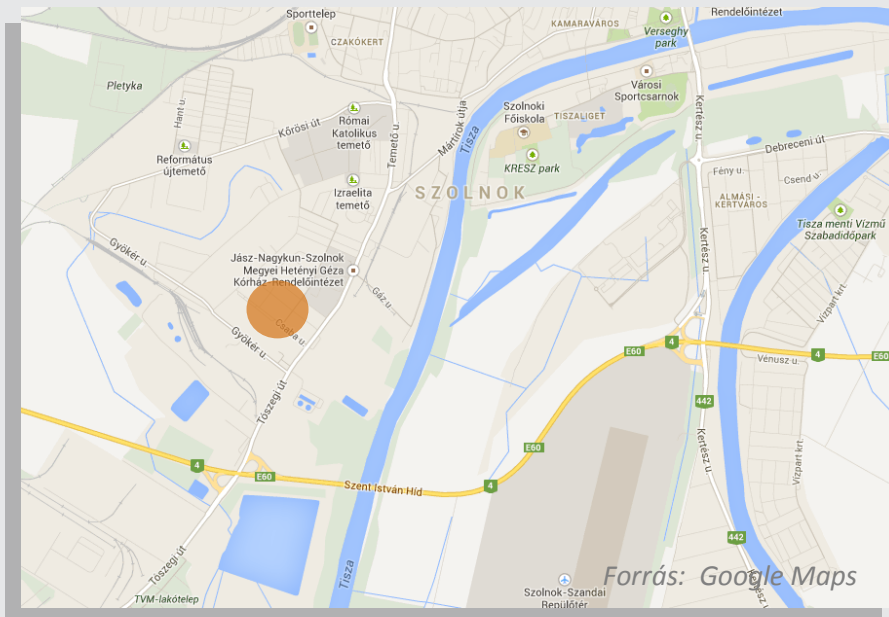 Sporttelep
CZAKÓKERT
KAMARAVÁROS
Rendelőintézet
Verseghy
park
Pletyka
Hant u.
Kőrösi út
Római
Katolikus
temető
Temető u.
Mártírok útja
Tisza
Szolnoki
Főiskola
TISZALIGET
Városi
Sportcsarnok
Kertész u.
Református
újtemető
KRESZ park
Debreceni út
Izraelita
temető
SZOLNOK
Fény u.
Csend u.
ALMÁSI-
KERTVÁROS
Tisza menti Vízmű
Szabadidőpark
Gyökér u.
Jász-Nagykun-Szolnok
Megyei Hetényi Géza
Kórház-Rendelőintézet
Gáz u.
Kertész u.
Vízpart krt.
Csaba u.
Gyökér u.
E60
4
4
Vénusz u.
E60
Tószegi út
442
Kertész u.
Vízpart krt.
E60
4
E60
Szent István Híd
4
442
Tószegi út
Tisza
TVM-lakótelep
Szolnok-Szandai
Repülőtér
Kertész u.
Forrás: Google Maps